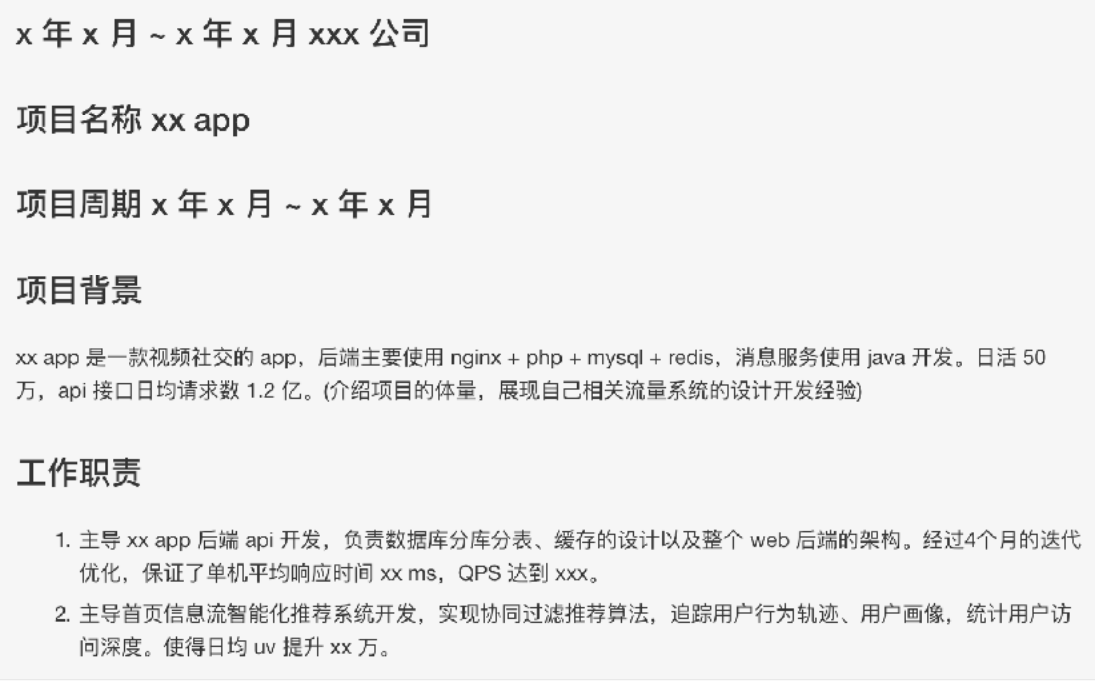 x 年 x 月 ~ x 年 x 月 xxx 公司
项目名称 xx app
项目周期 x 年 x 月 ~ x 年 x 月
项目背景
xx app 是一款视频社交的 app，后端主要使用 nginx + php + mysql + redis，消息服务使用 java 开发。日活 50
万，api 接口日均请求数 1.2 亿。(介绍项目的体量，展现自己相关流量系统的设计开发经验)
工作职责
1. 主导 xx app 后端 api 开发，负责数据库分库分表、缓存的设计以及整个 web 后端的架构。经过4个月的迭代
优化，保证了单机平均响应时间 xx ms，QPS 达到 xxx。
2. 主导首页信息流智能化推荐系统开发，实现协同过滤推荐算法，追踪用户行为轨迹、用户画像，统计用户访
问深度。使得日均 uv 提升 xx 万。